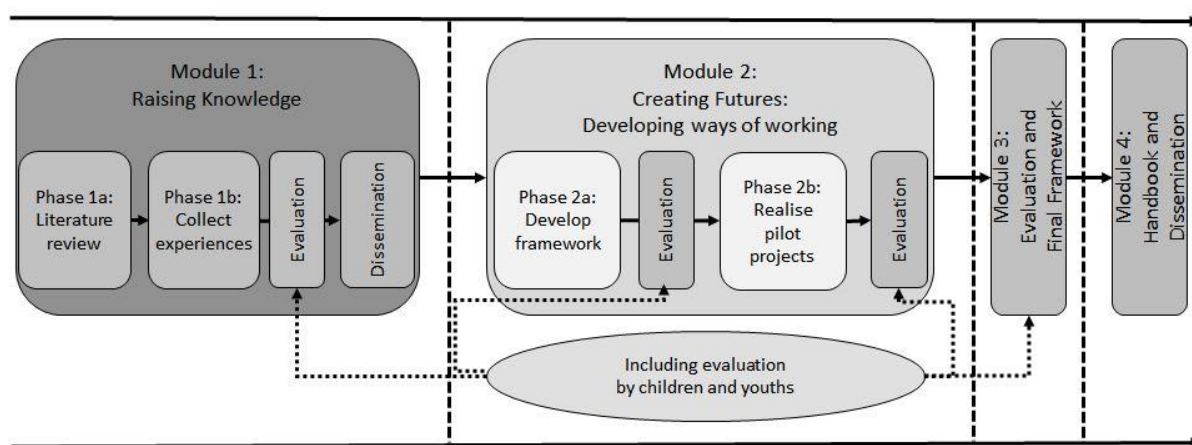 Module 1:
Raising Knowledge
Phase 1a:
Literature
review
Phase 1b:
Collect
experiences
Evaluation
Dissemination
Module 2:
Creating Futures:
Developing ways of working
Phase 2a:
Develop
framework
Evaluation
Phase 2b:
Realise
pilot
projects
Evaluation
Module 3:
Evaluation and
Final Framework
Module 4:
Handbook and
Dissemination
Including evaluation
by children and youths